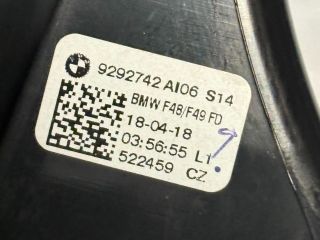 9292742 AI06 S14
BMW F48/F49 FD
18-04-18
03:56:55 L1
522459 CZ